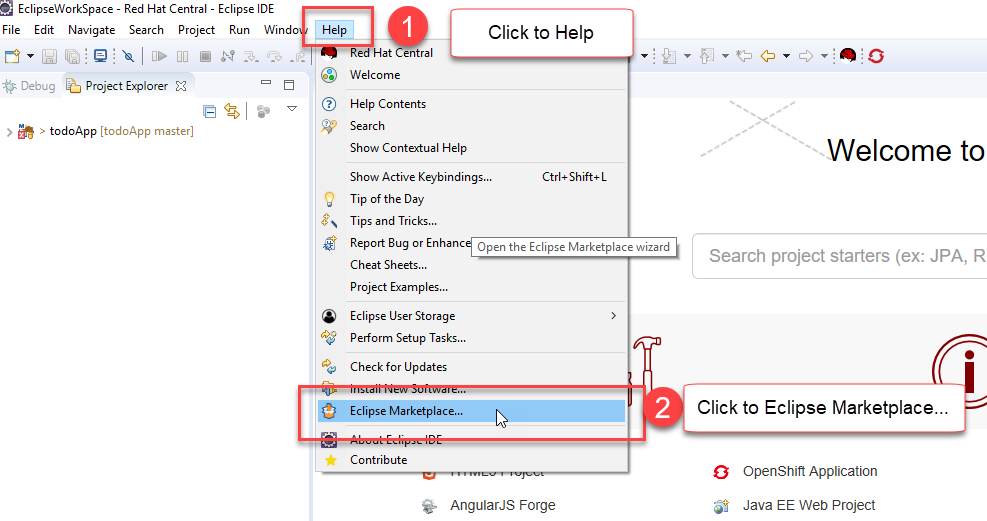 EclipseWorkSpace - Red Hat Central - Eclipse IDE
File Edit Navigate Search Project Run Window Help
1
Click to Help
Debug Project Explorer
todoApp [todoApp master]
Red Hat Central
Welcome
Help Contents
Search
Show Contextual Help
Show Active Keybindings... Ctrl+Shift+L
Tip of the Day
Tips and Tricks...
Report Bug or Enhance
Open the Eclipse Marketplace wizard
Cheat Sheets...
Project Examples...
Eclipse User Storage
Perform Setup Tasks...
Check for Updates
Install New Software...
Eclipse Marketplace...
About Eclipse IDE
Contribute
2
Click to Eclipse Marketplace...
Welcome to
Search project starters (ex: JPA, R
HTML5 Project
OpenShift Application
AngularJS Forge
Java EE Web Project